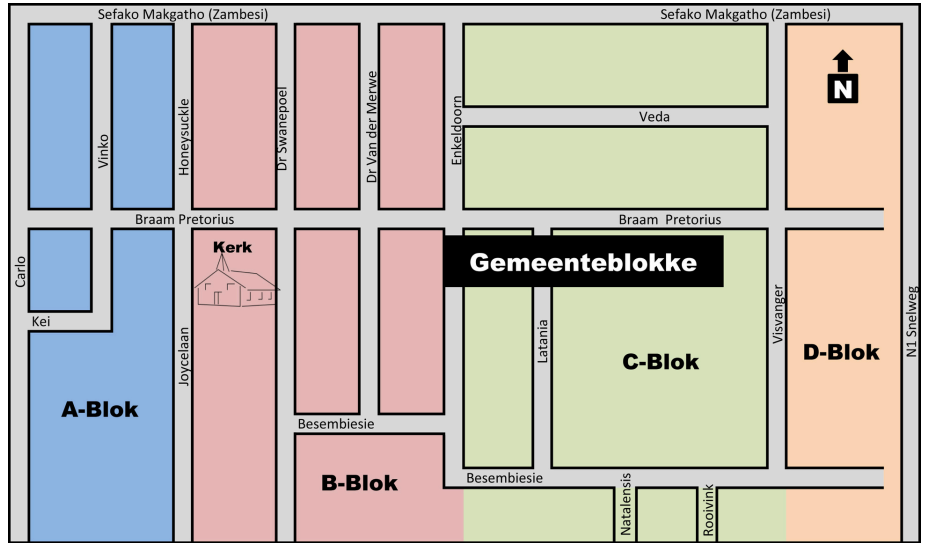 Sefako Makgatho (Zambesi)
Sefako Makgatho (Zambesi)
N
Vinko
Honeysuckle
Dr Swanepoel
Dr Van der Merwe
Enkeldoorn
Veda
Braam Pretorius
Braam Pretorius
Kerk
Gemeenteblokke
Carlo
Kei
Joycelaan
Latania
Visvanger
N1 Snelweg
A-Blok
C-Blok
D-Blok
Besembiesie
B-Blok
Besembiesie
Natalensis
Rooivink